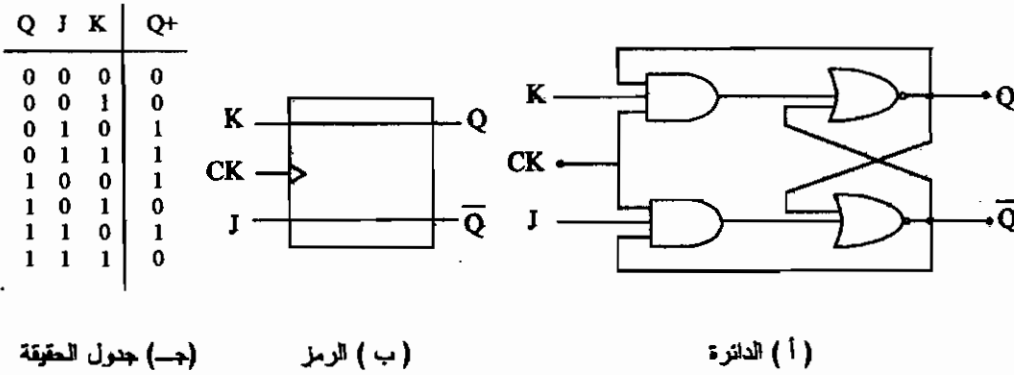 Q J K Q+
0 0 0 0
0 0 1 0
0 1 0 1
0 1 1 1
1 0 0 1
1 0 1 0
1 1 0 1
1 1 1 0
K Q
CK
J Q̅
K Q
CK
J Q̅
(جـ) جدول الحقيقة
( ب ) الرمز
( أ ) الدائرة